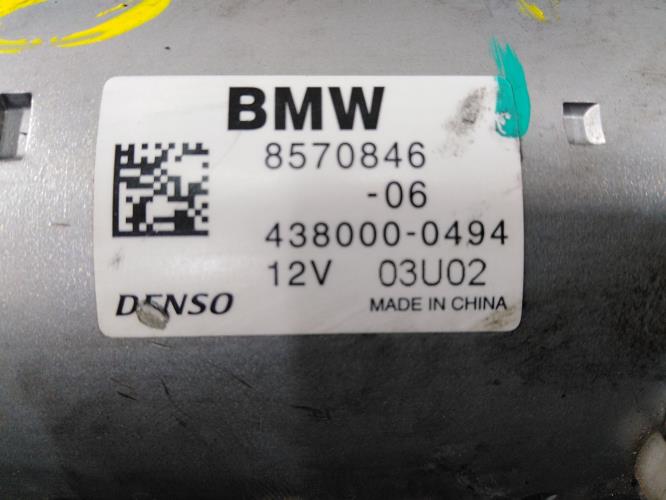 BMW
8570846
-06
438000-0494
12V 03U02
DENSO MADE IN CHINA